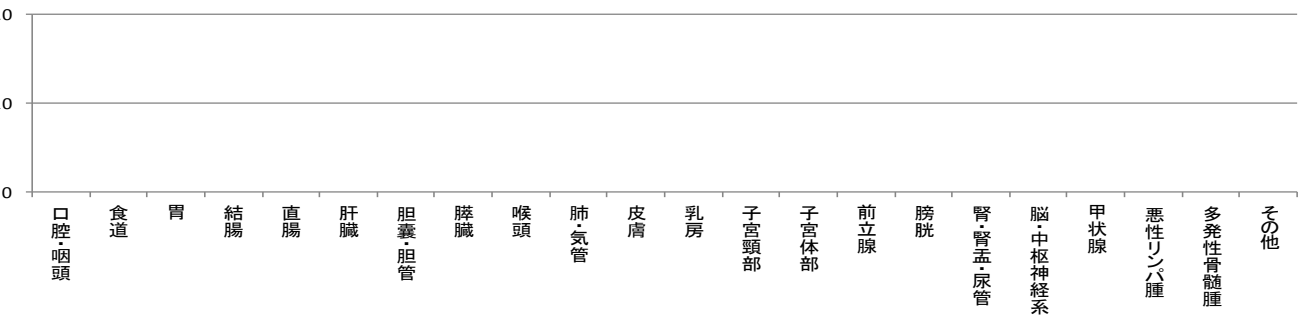 0
0
0
口腔・咽頭
食道
胃
結腸
直腸
肝臓
胆嚢・胆管
膵臓
喉頭
肺・気管
皮膚
乳房
子宮頸部
子宮体部
前立腺
膀胱
腎・腎盂・尿管
脳・中枢神経系
甲状腺
悪性リンパ腫
多発性骨髄腫
その他